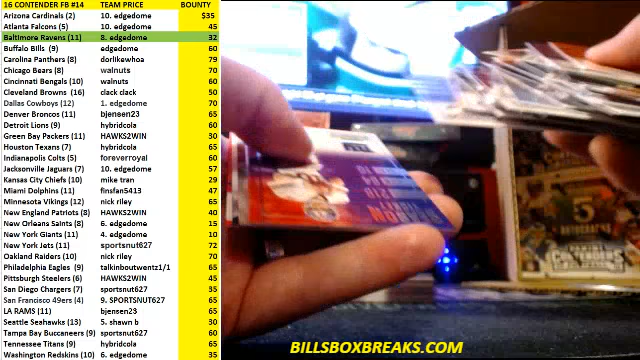 16 CONTENDER FB #14 TEAM PRICE BOUNTY
Arizona Cardinals (2) 10. edgedome $35
Atlanta Falcons (5) 10. edgedome 45
Baltimore Ravens (11) 8. edgedome 32
Buffalo Bills (9) edgedome 60
Carolina Panthers (8) dorlikewhoa 79
Chicago Bears (8) walnuts 70
Cincinnati Bengals (10) walnuts 60
Cleveland Browns (16) clack clack 50
Dallas Cowboys (12) 1. edgedome 70
Denver Broncos (11) bjensen23 65
Detroit Lions (9) hybridcola 60
Green Bay Packers (11) HAWKS2WIN 30
Houston Texans (7) hybridcola 65
Indianapolis Colts (5) foreverroyal 60
Jacksonville Jaguars (7) 10. edgedome 57
Kansas City Chiefs (10) mike tran 29
Miami Dolphins (11) finsfan5413 47
Minnesota Vikings (12) nick riley 65
New England Patriots (8) HAWKS2WIN 40
New Orleans Saints (8) 6. edgedome 15
New York Giants (11) 4. edgedome 10
New York Jets (11) sportsnut627 72
Oakland Raiders (10) nick riley 70
Philadelphia Eagles (9) talkinboutwentz1/1 65
Pittsburgh Steelers (6) HAWKS2WIN 45
San Diego Chargers (7) sportsnut627 35
San Francisco 49ers (4) 9. SPORTSNUT627 65
LA RAMS (11) bjensen23 65
Seattle Seahawks (13) 5. shawn b 30
Tampa Bay Buccaneers (9) sportsnut627 60
Tennessee Titans (9) hybridcola 65
Washington Redskins (10) 6. edgedome 35
5
PANINI
CONTENDERS
BILLSBOXBREAKS.COM